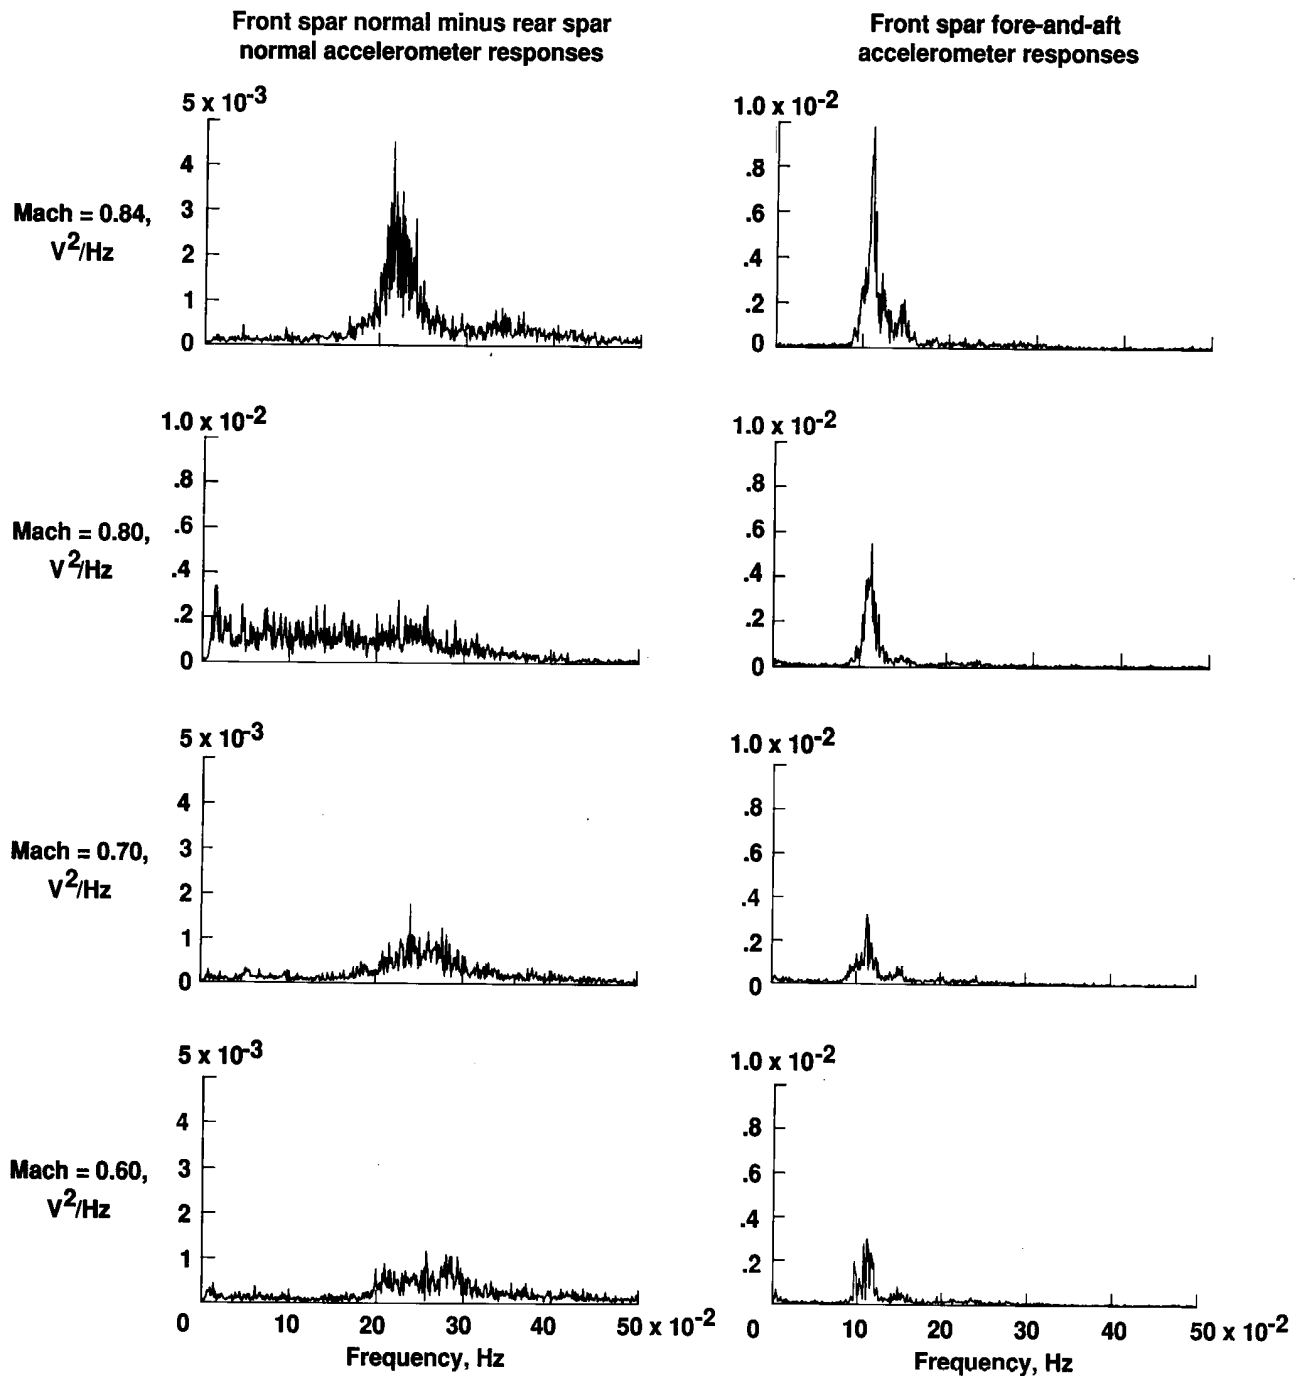 Front spar normal minus rear spar
normal accelerometer responses
Front spar fore-and-aft
accelerometer responses
5 x 10-3
4
3
2
1
0
Mach = 0.84,
V2/Hz
1.0 x 10-2
.8
.6
.4
.2
0
1.0 x 10-2
.8
.6
.4
.2
0
Mach = 0.80,
V2/Hz
1.0 x 10-2
.8
.6
.4
.2
0
5 x 10-3
4
3
2
1
0
Mach = 0.70,
V2/Hz
1.0 x 10-2
.8
.6
.4
.2
0
5 x 10-3
4
3
2
1
Mach = 0.60,
V2/Hz
0 10 20 30 40 50 x 10-2
Frequency, Hz
1.0 x 10-2
.8
.6
.4
.2
0 10 20 30 40 50 x 10-2
Frequency, Hz